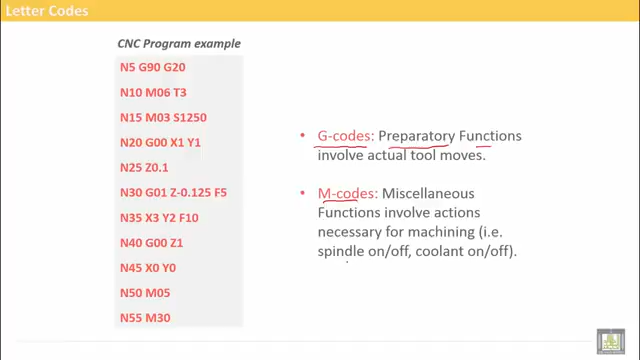 Letter Codes
CNC Program example
N5 G90 G20
N10 M06 T3
N15 M03 S1250
N20 G00 X1 Y1
N25 Z0.1
N30 G01 Z-0.125 F5
N35 X3 Y2 F10
N40 G00 Z1
N45 X0 Y0
N50 M05
N55 M30
• G-codes: Preparatory Functions
involve actual tool moves.
• M-codes: Miscellaneous
Functions involve actions
necessary for machining (i.e.
spindle on/off, coolant on/off).